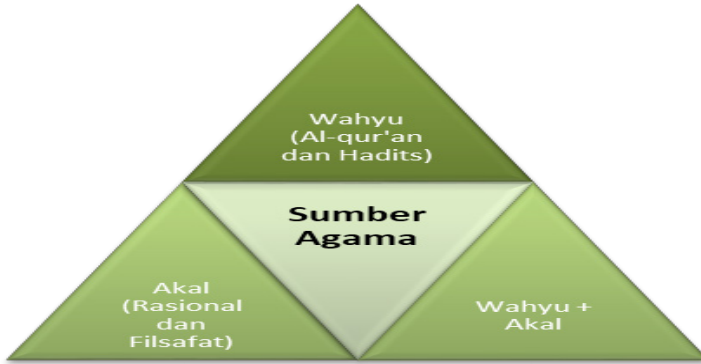 Wahyu
(Al-qur'an
dan Hadits)
Sumber
Agama
Akal
(Rasional
dan
Filsafat)
Wahyu +
Akal